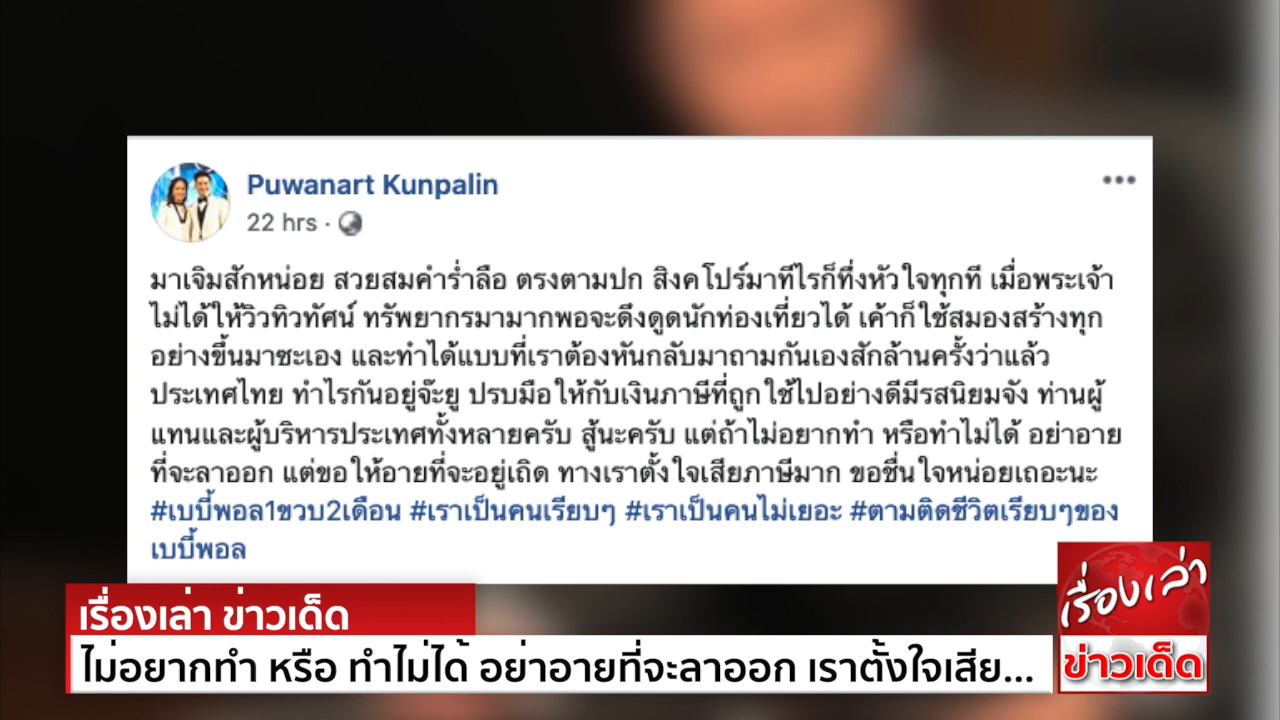 Puwanart Kunpalin
22 hrs ·
มาเจิมสักหน่อย สวยสมคำร่ำลือ ตรงตามปก สิงคโปร์มาทีไรก็ทึ่งหัวใจทุกที เมื่อพระเจ้า
ไม่ได้ให้วิวทิวทัศน์ ทรัพยากรมามากพอจะดึงดูดนักท่องเที่ยวได้ เค้าก็ใช้สมองสร้างทุก
อย่างขึ้นมาซะเอง และทำได้แบบที่เราต้องหันกลับมาถามกันเองสักล้านครั้งว่าแล้ว
ประเทศไทย ทำไรกันอยู่จ๊ะยู ปรบมือให้กับเงินภาษีที่ถูกใช้ไปอย่างดีมีรสนิยมจัง ท่านผู้
แทนและผู้บริหารประเทศทั้งหลายครับ สู้นะครับ แต่ถ้าไม่อยากทำ หรือทำไม่ได้ อย่าอาย
ที่จะลาออก แต่ขอให้อายที่จะอยู่เถิด ทางเราตั้งใจเสียภาษีมาก ขอชื่นใจหน่อยเถอะนะ
#เบบี้พอล1ขวบ2เดือน #เราเป็นคนเรียบๆ #เราเป็นคนไม่เยอะ #ตามติดชีวิตเรียบๆของ
เบบี้พอล
เรื่องเล่า ข่าวเด็ด
ไม่อยากทำ หรือ ทำไม่ได้ อย่าอายที่จะลาออก เราตั้งใจเสีย...
เรื่องเล่า
ข่าวเด็ด